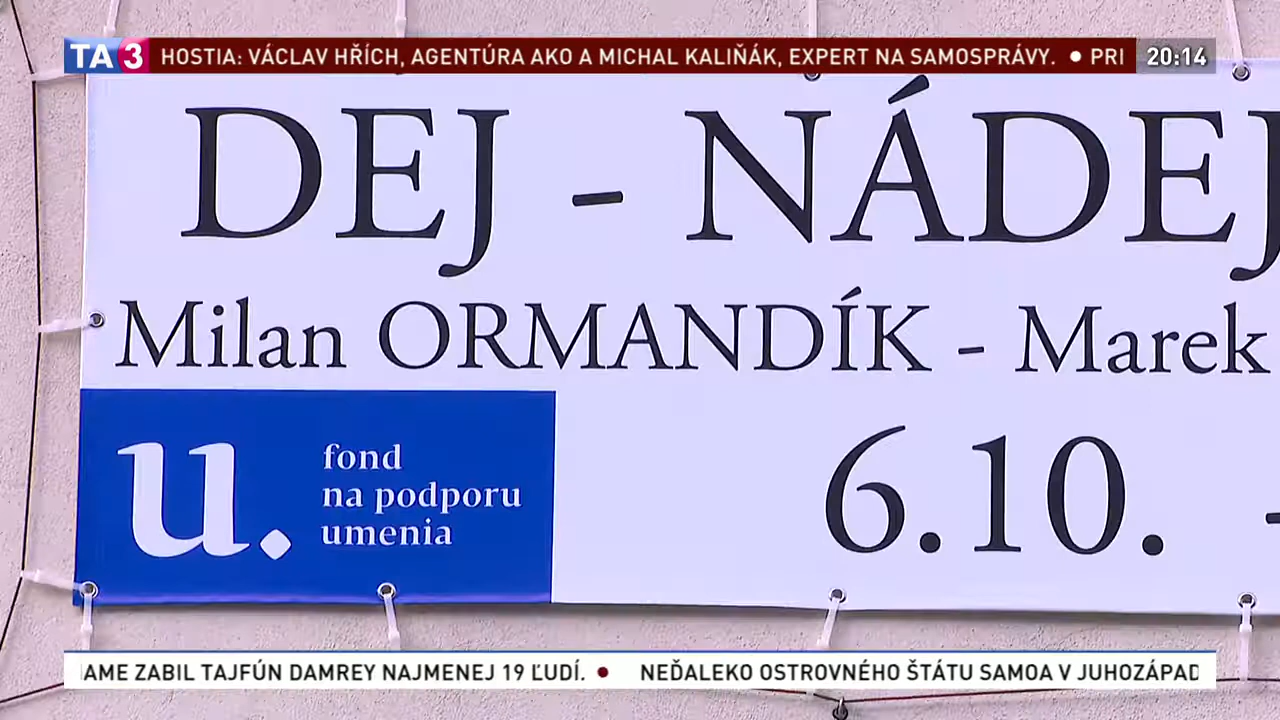 TA3 HOSTIA: VÁCLAV HŘÍCH, AGENTÚRA AKO A MICHAL KALIŇÁK, EXPERT NA SAMOSPRÁVY. • PRI 20:14
DEJ - NÁDEJ
Milan ORMANDÍK - Marek
u. fond
na podporu
umenia
6.10. -
AME ZABIL TAJFÚN DAMREY NAJMENEJ 19 ĽUDÍ. • NEĎALEKO OSTROVNÉHO ŠTÁTU SAMOA V JUHOZÁPAD